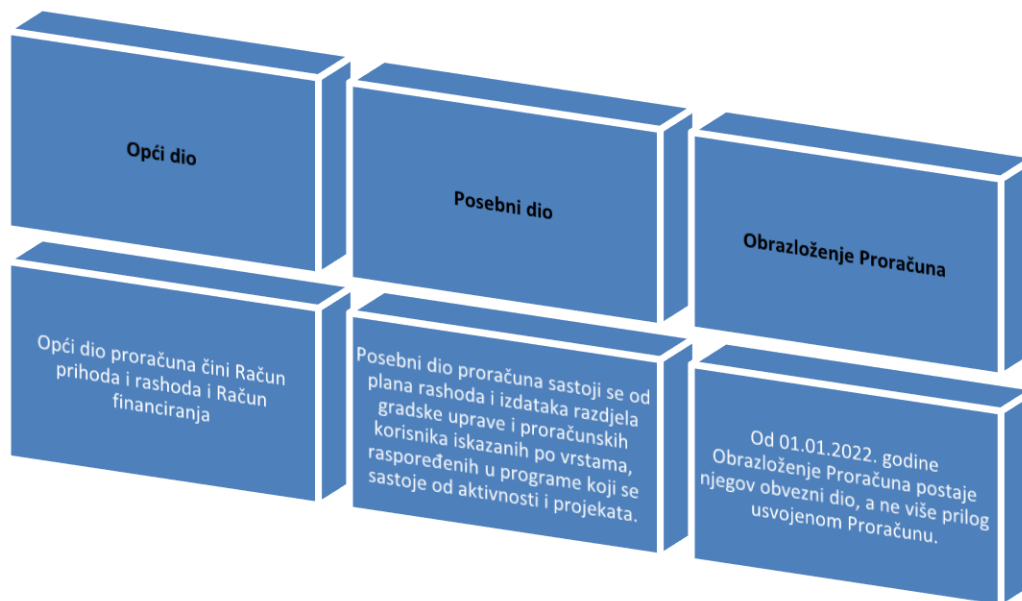 Opći dio
Posebni dio
Obrazloženje Proračuna
Opći dio proračuna čini Račun
prihoda i rashoda i Račun
financiranja
Posebni dio proračuna sastoji se od
plana rashoda i izdataka razdjela
gradske uprave i proračunskih
korisnika iskazanih po vrstama,
raspoređenih u programe koji se
sastoje od aktivnosti i projekata.
Od 01.01.2022. godine
Obrazloženje Proračuna postaje
njegov obvezni dio, a ne više prilog
usvojenom Proračunu.